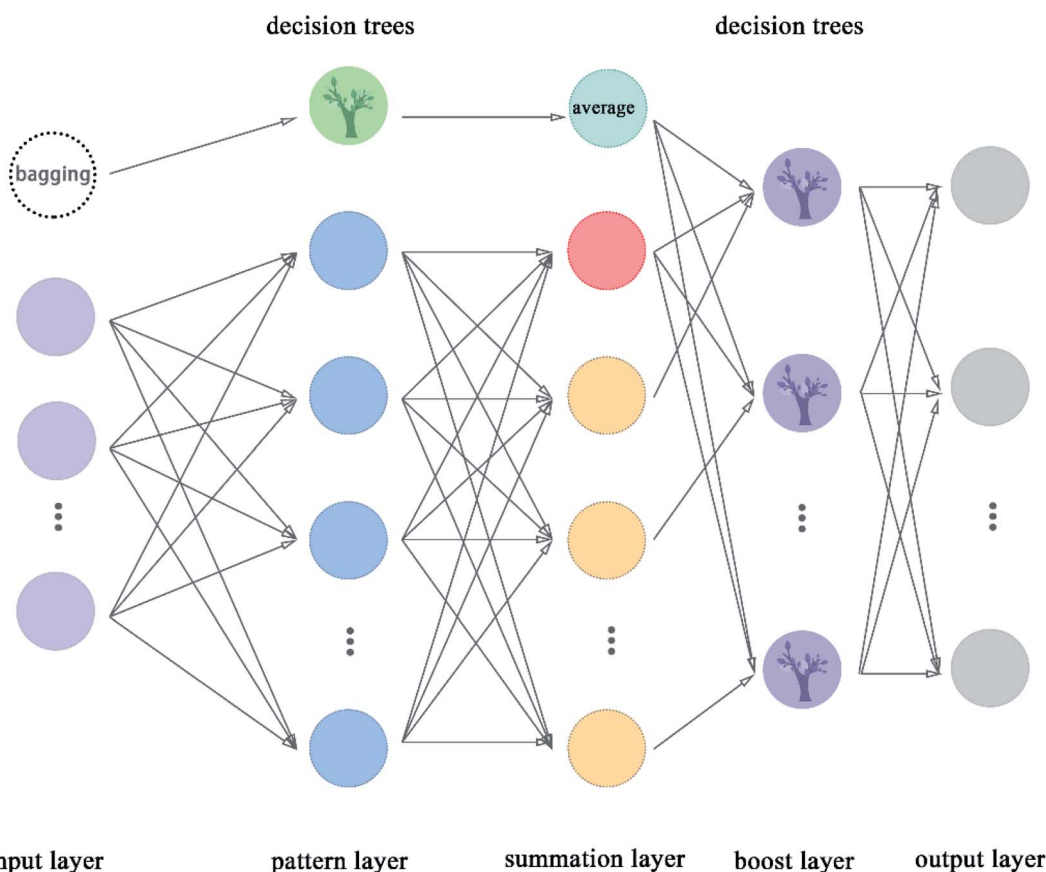 decision trees
decision trees
average
bagging
nput layer
pattern layer
summation layer
boost layer
output layer